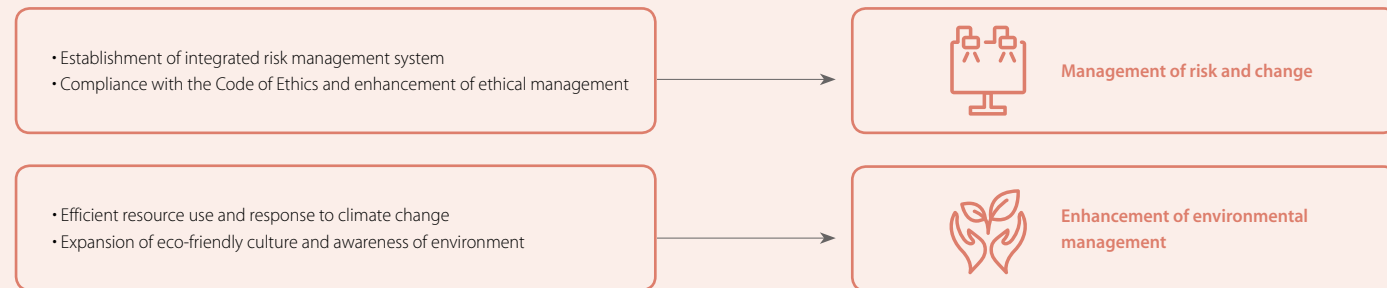 • Establishment of integrated risk management system
• Compliance with the Code of Ethics and enhancement of ethical management
Management of risk and change
• Efficient resource use and response to climate change
• Expansion of eco-friendly culture and awareness of environment
Enhancement of environmental
management